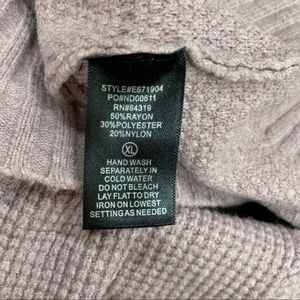 STYLE#E671904
PO#ND00611
RN#84319
50%RAYON
30%POLYESTER
20%NYLON
XL
HAND WASH
SEPARATELY IN
COLD WATER
DO NOT BLEACH
LAY FLAT TO DRY
IRON ON LOWEST
SETTING AS NEEDED